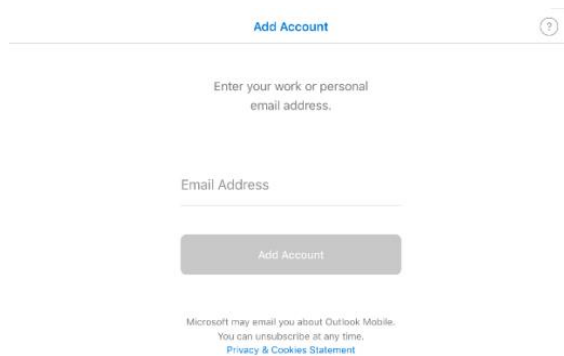 Add Account
?
Enter your work or personal
email address.
Email Address
Add Account
Microsoft may email you about Outlook Mobile.
You can unsubscribe at any time.
Privacy & Cookies Statement